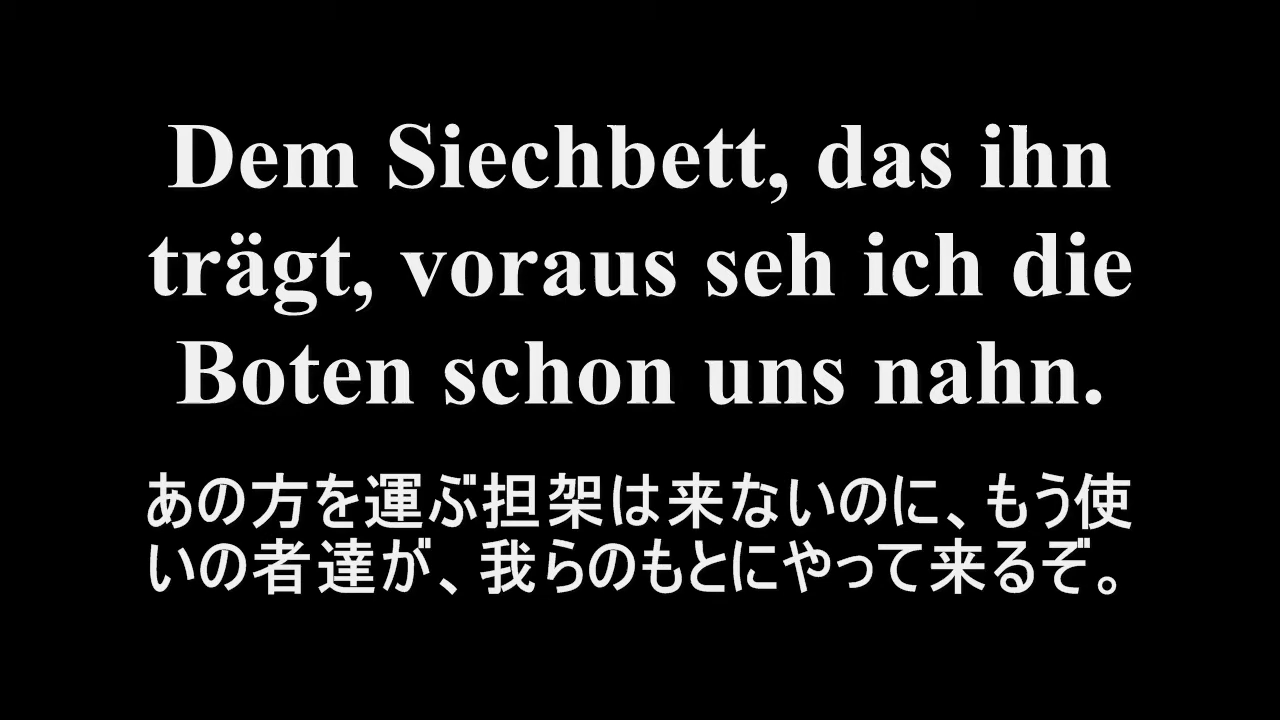 Dem Siechbett, das ihn
trägt, voraus seh ich die
Boten schon uns nahn.
あの方を運ぶ担架は来ないのに、もう使
いの者達が、我らのもとにやって来るぞ。